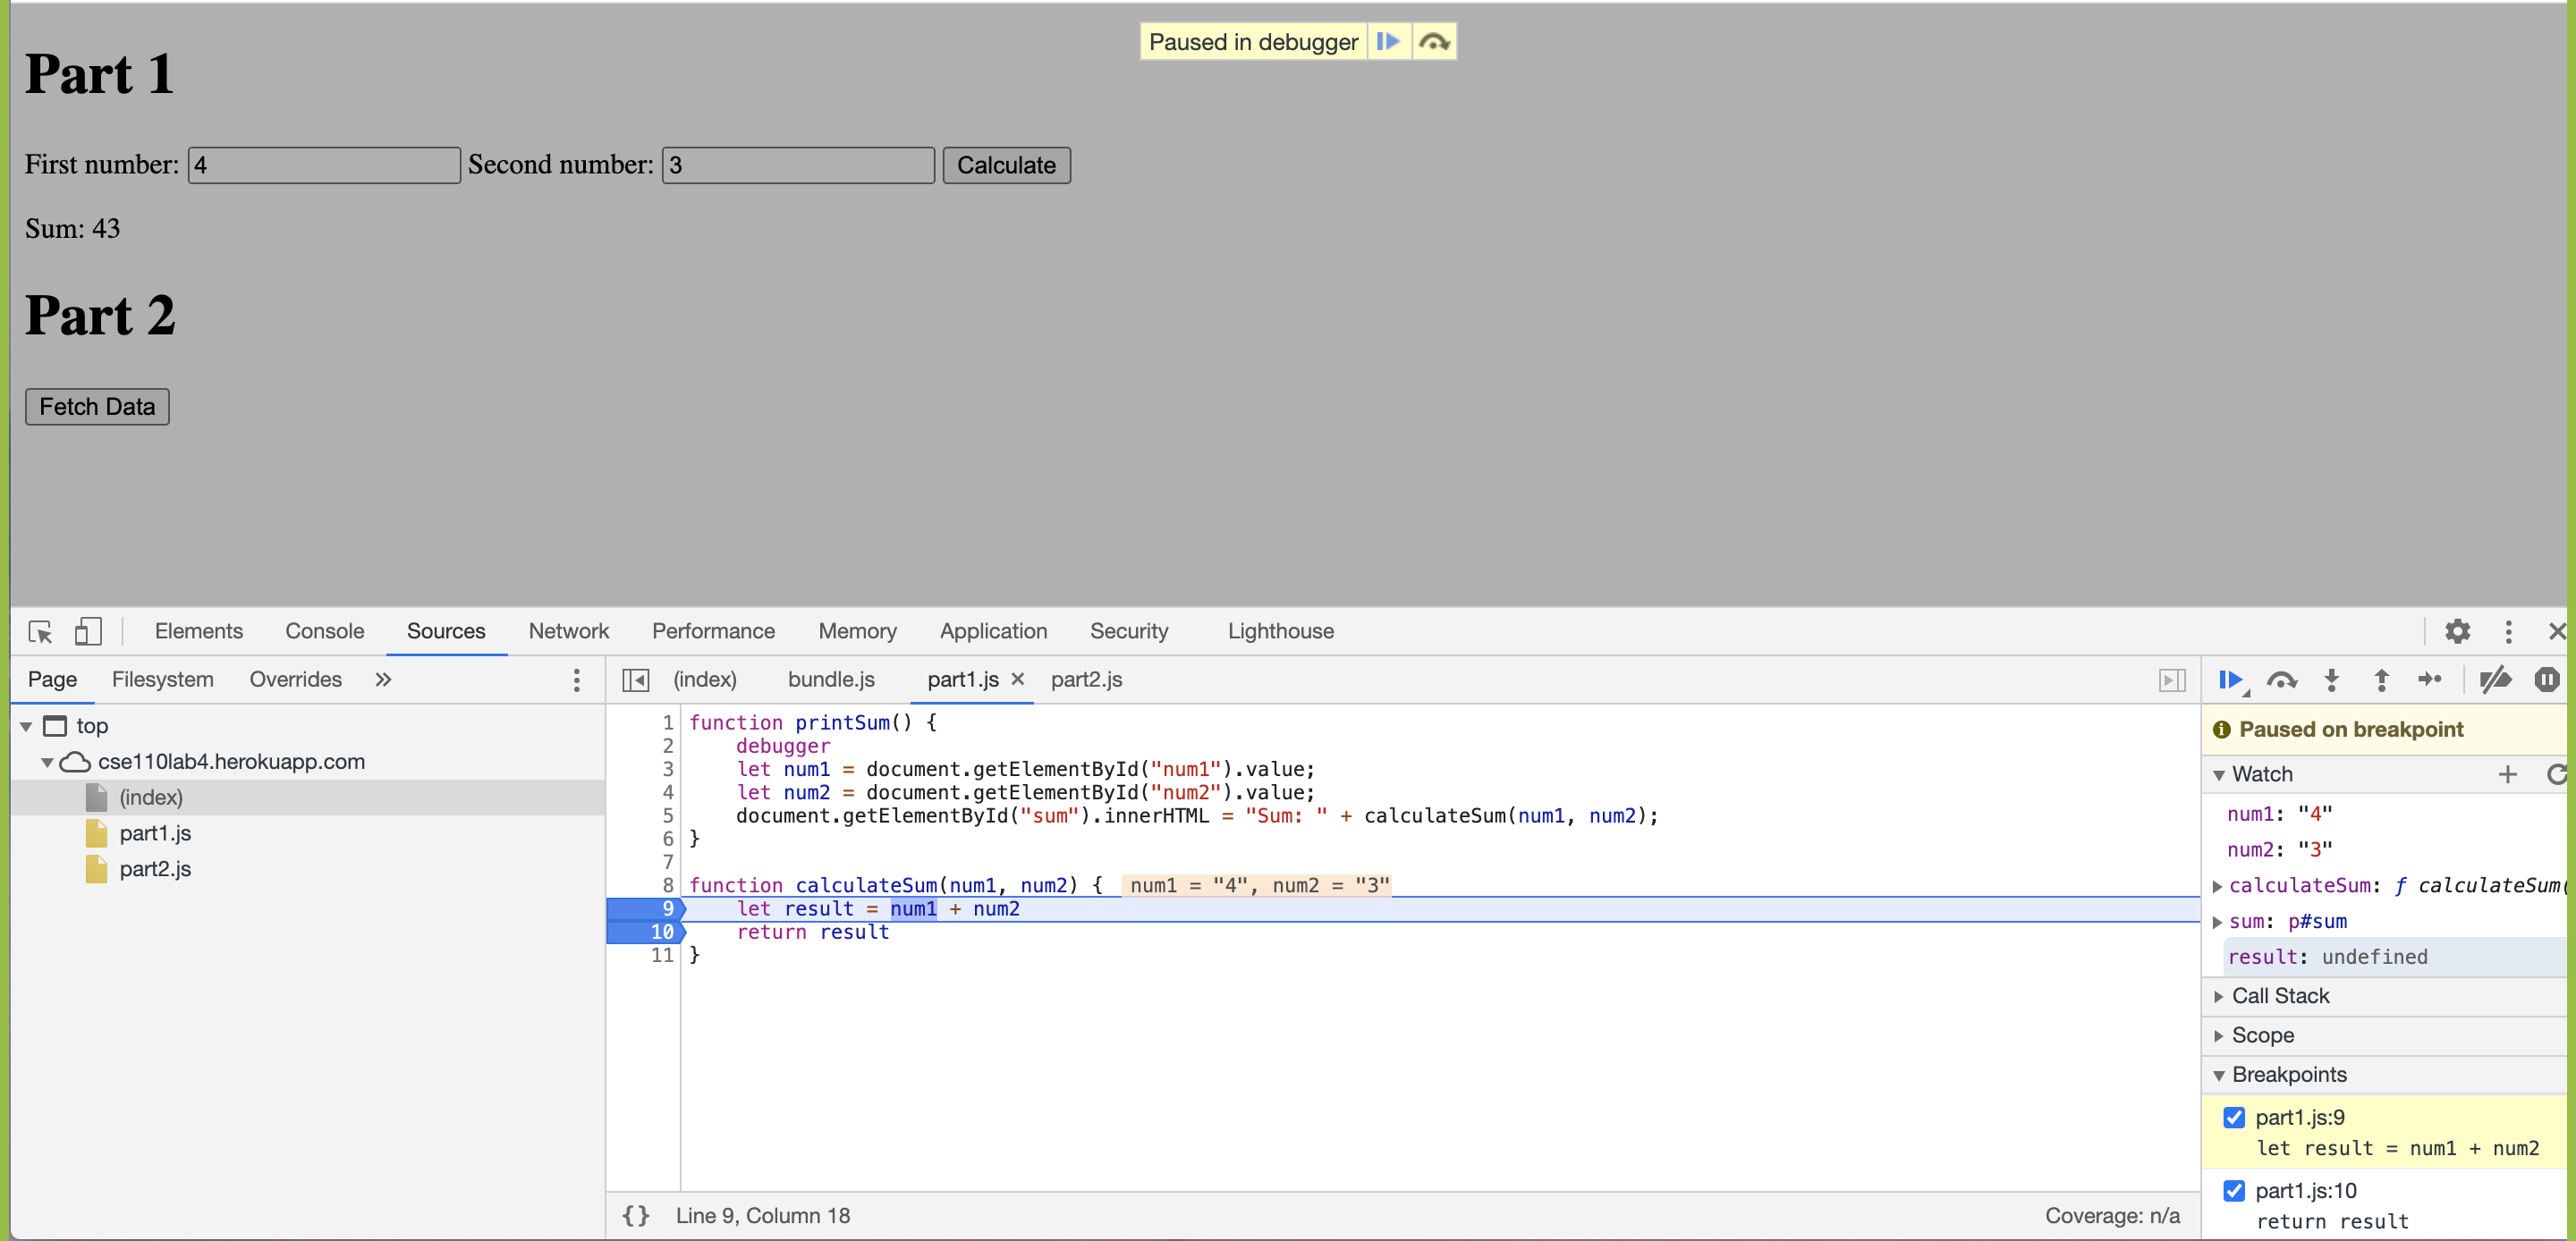 Paused in debugger
Part 1
First number: 4 Second number: 3 Calculate
Sum: 43
Part 2
Fetch Data
Elements Console Sources Network Performance Memory Application Security Lighthouse
Page Filesystem Overrides »
(index) bundle.js part1.js × part2.js
top
cse110lab4.herokuapp.com
(index)
part1.js
part2.js
1 function printSum() {
2 debugger
3 let num1 = document.getElementById("num1").value;
4 let num2 = document.getElementById("num2").value;
5 document.getElementById("sum").innerHTML = "Sum: " + calculateSum(num1, num2);
6 }
7
8 function calculateSum(num1, num2) { num1 = "4", num2 = "3"
9 let result = num1 + num2
10 return result
11 }
{} Line 9, Column 18
Coverage: n/a
Paused on breakpoint
Watch
num1: "4"
num2: "3"
calculateSum: ƒ calculateSum(
sum: p#sum
result: undefined
Call Stack
Scope
Breakpoints
part1.js:9
let result = num1 + num2
part1.js:10
return result